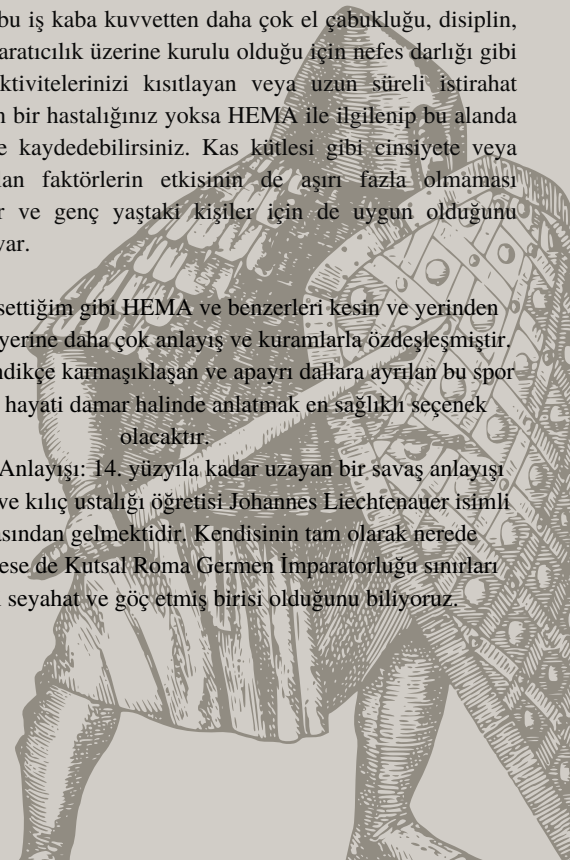 bu iş kaba kuvvetten daha çok el çabukluğu, disiplin,
aratıcılık üzerine kurulu olduğu için nefes darlığı gibi
ktivitelerinizi kısıtlayan veya uzun süreli istirahat
n bir hastalığınız yoksa HEMA ile ilgilenip bu alanda
e kaydedebilirsiniz. Kas kütlesi gibi cinsiyete veya
lan faktörlerin etkisinin de aşırı fazla olmaması
r ve genç yaştaki kişiler için de uygun olduğunu
var.
settiğim gibi HEMA ve benzerleri kesin ve yerinden
yerine daha çok anlayış ve kuramlarla özdeşleşmiştir.
ndikçe karmaşıklaşan ve apayrı dallara ayrılan bu spor
hayati damar halinde anlatmak en sağlıklı seçenek
olacaktır.
Anlayışı: 14. yüzyıla kadar uzayan bir savaş anlayışı
ve kılıç ustalığı öğretisi Johannes Liechtenauer isimli
asından gelmektidir. Kendisinin tam olarak nerede
ese de Kutsal Roma Germen İmparatorluğu sınırları
seyahat ve göç etmiş birisi olduğunu biliyoruz.